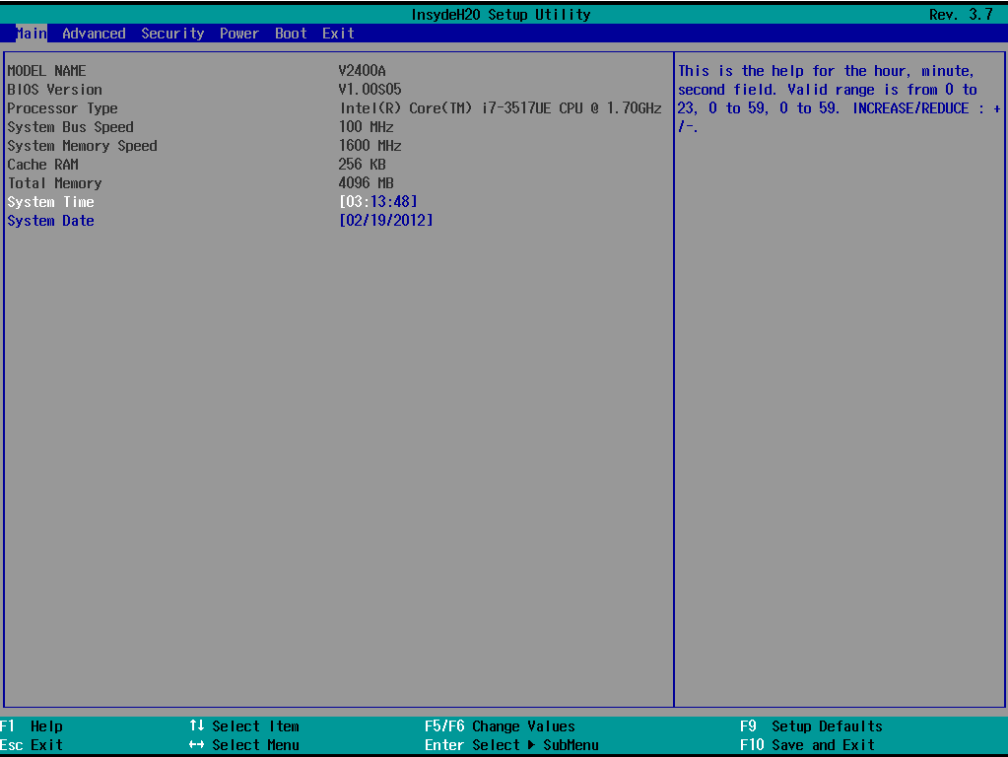 InsydeH20 Setup Utility Rev. 3.7
Main Advanced Security Power Boot Exit
MODEL NAME V2400A
BIOS Version V1.00S05
Processor Type Intel(R) Core(TM) i7-3517UE CPU @ 1.70GHz
System Bus Speed 100 MHz
System Memory Speed 1600 MHz
Cache RAM 256 KB
Total Memory 4096 MB
System Time [03:13:48]
System Date [02/19/2012]
This is the help for the hour, minute,
second field. Valid range is from 0 to
23, 0 to 59, 0 to 59. INCREASE/REDUCE : +
/-.
F1 Help ↑↓ Select Item F5/F6 Change Values F9 Setup Defaults
Esc Exit ↔ Select Menu Enter Select ▶ SubMenu F10 Save and Exit